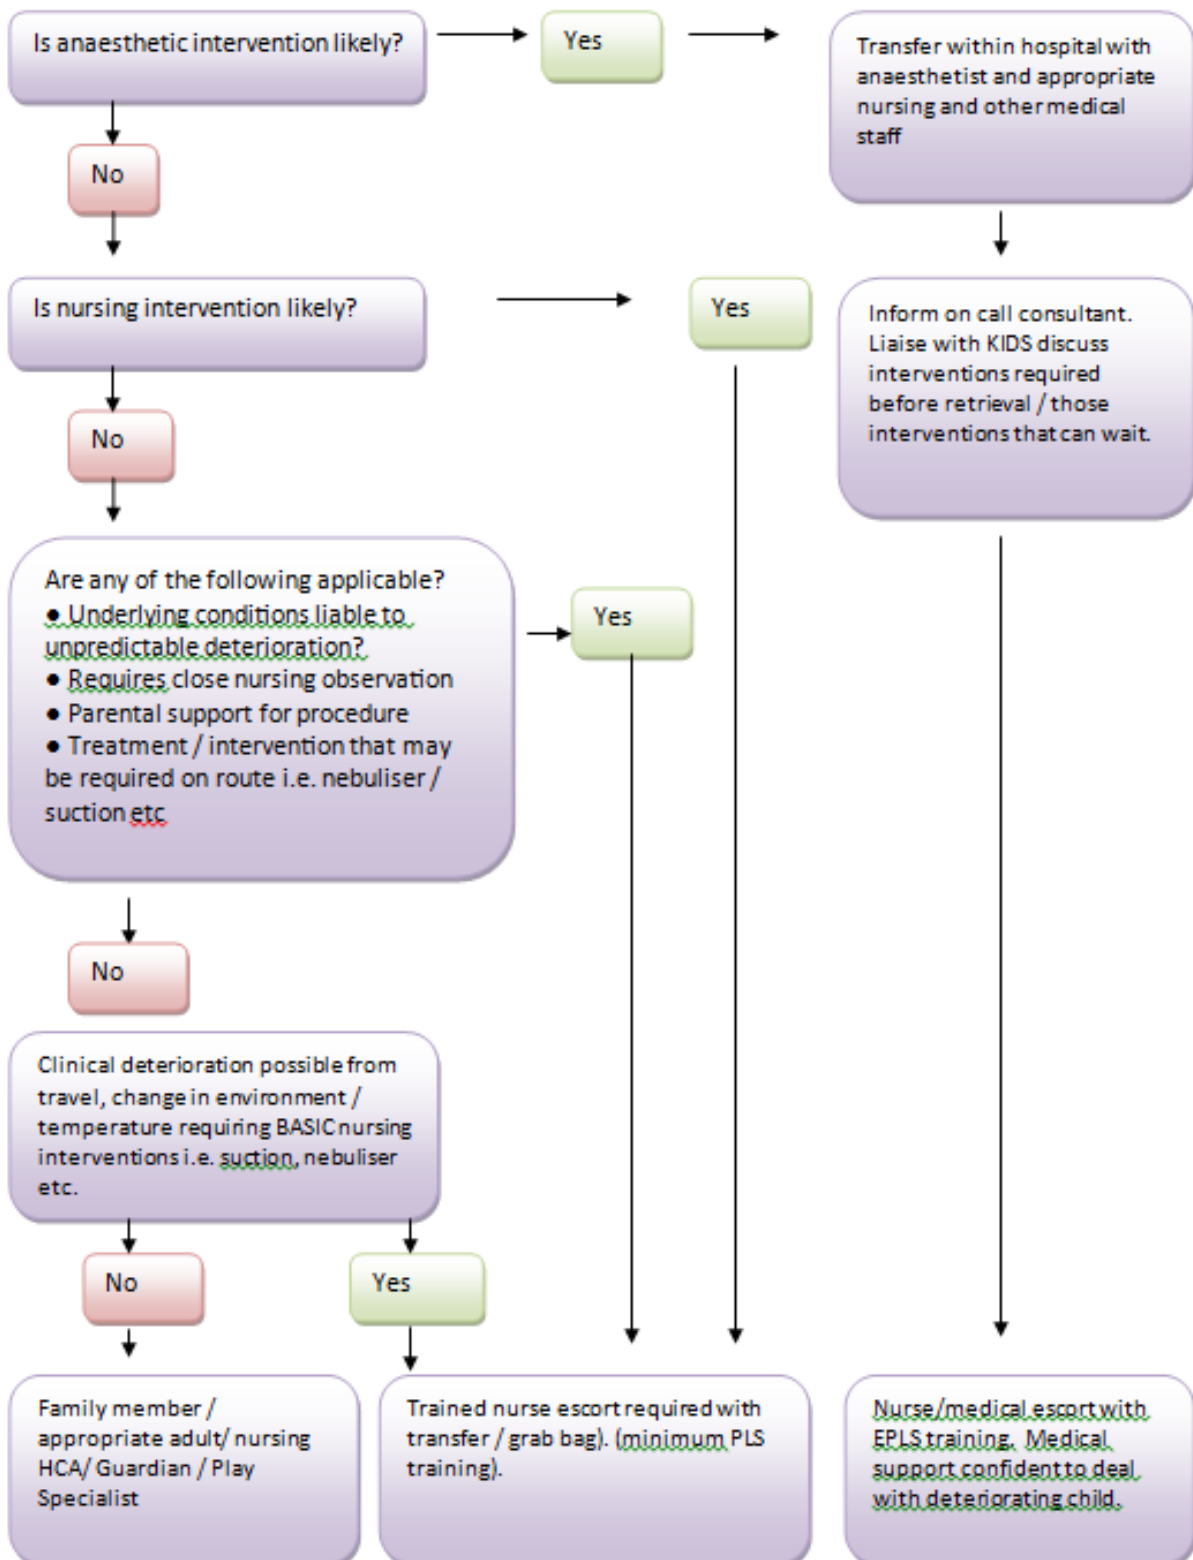 Is anaesthetic intervention likely?
Yes
Transfer within hospital with
anaesthetist and appropriate
nursing and other medical
staff
No
Is nursing intervention likely?
Yes
Inform on call consultant.
Liaise with KIDS discuss
interventions required
before retrieval / those
interventions that can wait.
No
Are any of the following applicable?
● Underlying conditions liable to
unpredictable deterioration?
● Requires close nursing observation
● Parental support for procedure
● Treatment / intervention that may
be required on route i.e. nebuliser /
suction etc
Yes
No
Clinical deterioration possible from
travel, change in environment /
temperature requiring BASIC nursing
interventions i.e. suction, nebuliser
etc.
No
Yes
Family member /
appropriate adult/ nursing
HCA/ Guardian / Play
Specialist
Trained nurse escort required with
transfer / grab bag). (minimum PLS
training).
Nurse/medical escort with
EPLS training. Medical
support confident to deal
with deteriorating child.